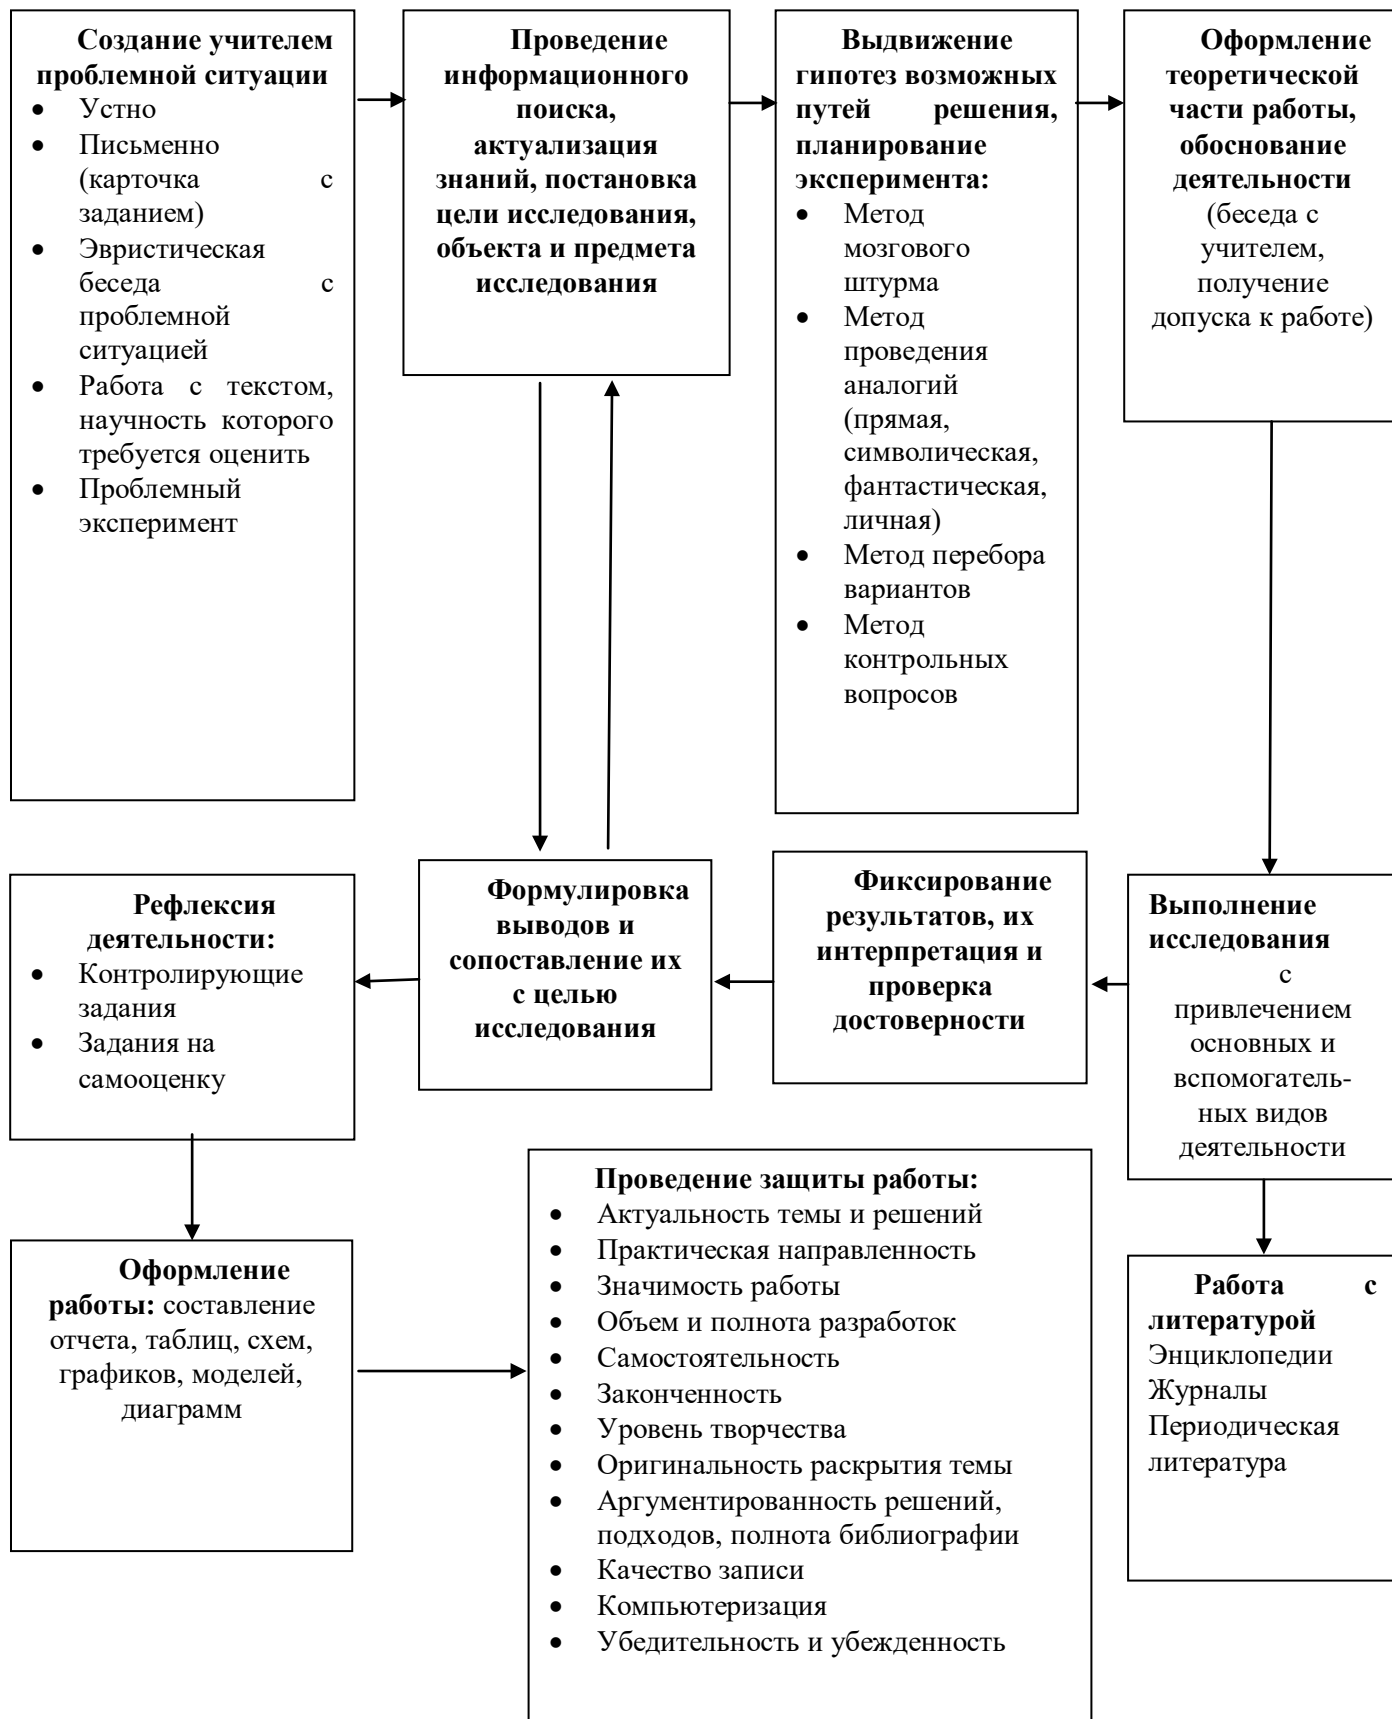 Создание учителем
проблемной ситуации
• Устно
• Письменно
(карточка с
заданием)
• Эвристическая
беседа с
проблемной
ситуацией
• Работа с текстом,
научность которого
требуется оценить
• Проблемный
эксперимент
Проведение
информационного
поиска,
актуализация
знаний, постановка
цели исследования,
объекта и предмета
исследования
Выдвижение
гипотез возможных
путей решения,
планирование
эксперимента:
• Метод
мозгового
штурма
• Метод
проведения
аналогий
(прямая,
символическая,
фантастическая,
личная)
• Метод перебора
вариантов
• Метод
контрольных
вопросов
Оформление
теоретической
части работы,
обоснование
деятельности
(беседа с
учителем,
получение
допуска к работе)
Рефлексия
деятельности:
• Контролирующие
задания
• Задания на
самооценку
Формулировка
выводов и
сопоставление их
с целью
исследования
Фиксирование
результатов, их
интерпретация и
проверка
достоверности
Выполнение
исследования
с
привлечением
основных и
вспомогатель-
ных видов
деятельности
Оформление
работы: составление
отчета, таблиц, схем,
графиков, моделей,
диаграмм
Проведение защиты работы:
• Актуальность темы и решений
• Практическая направленность
• Значимость работы
• Объем и полнота разработок
• Самостоятельность
• Законченность
• Уровень творчества
• Оригинальность раскрытия темы
• Аргументированность решений,
подходов, полнота библиографии
• Качество записи
• Компьютеризация
• Убедительность и убежденность
Работа с
литературой
Энциклопедии
Журналы
Периодическая
литература